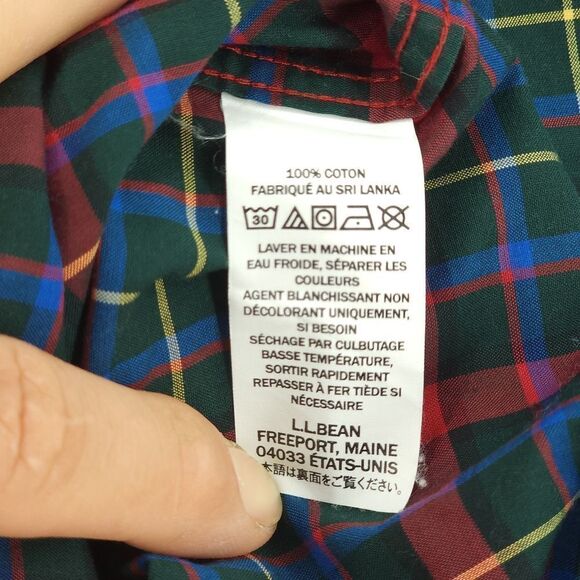 100% COTON
FABRIQUÉ AU SRI LANKA
30
LAVER EN MACHINE EN
EAU FROIDE, SÉPARER LES
COULEURS
AGENT BLANCHISSANT NON
DÉCOLORANT UNIQUEMENT,
SI BESOIN
SÉCHAGE PAR CULBUTAGE
BASSE TEMPÉRATURE,
SORTIR RAPIDEMENT
REPASSER À FER TIÈDE SI
NÉCESSAIRE
L.L.BEAN
FREEPORT, MAINE
04033 ÉTATS-UNIS
日本語は裏面をご覧ください。